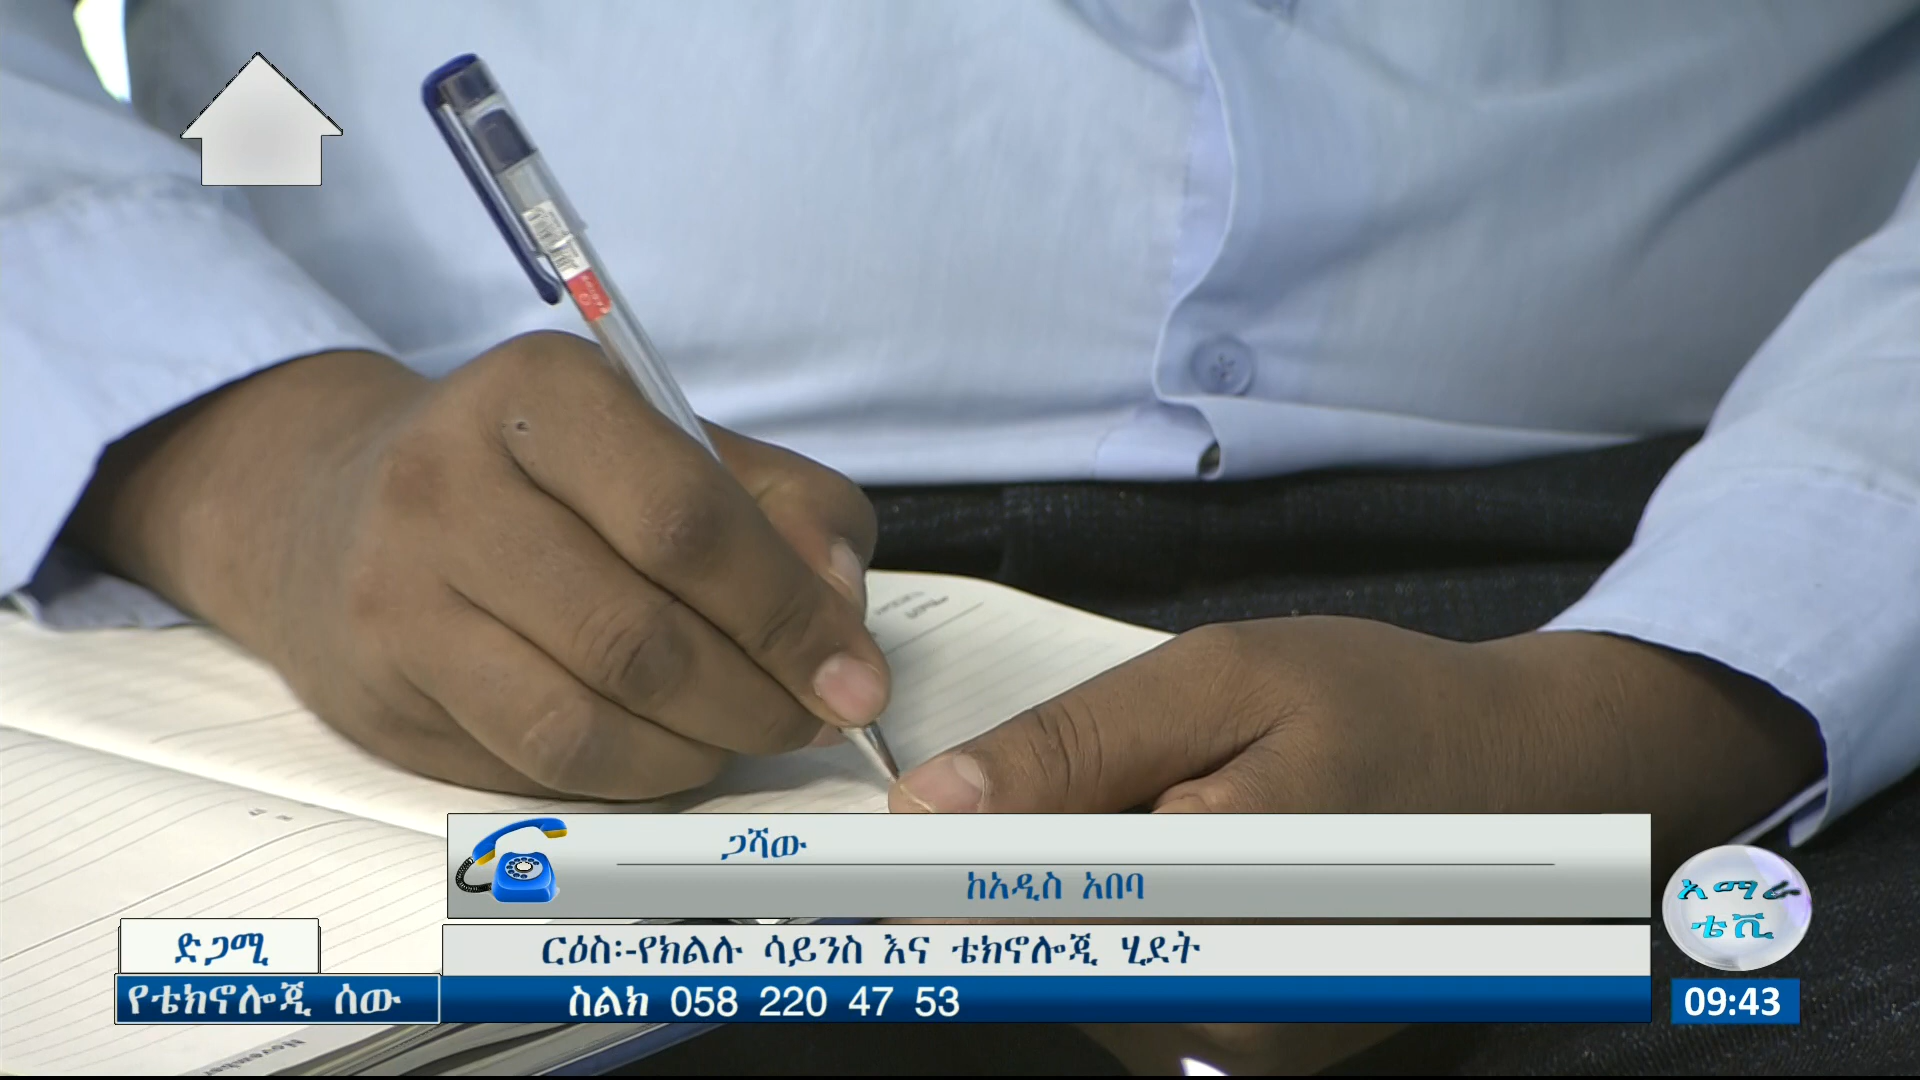 ጋሻው
ከአዲስ አበባ
ድጋሚ
ርዕስ፡-የክልሉ ሳይንስ እና ቴክኖሎጂ ሂደት
የቴክኖሎጂ ሰው
ስልክ 058 220 47 53
አማራ
ቴቪ
09:43
November